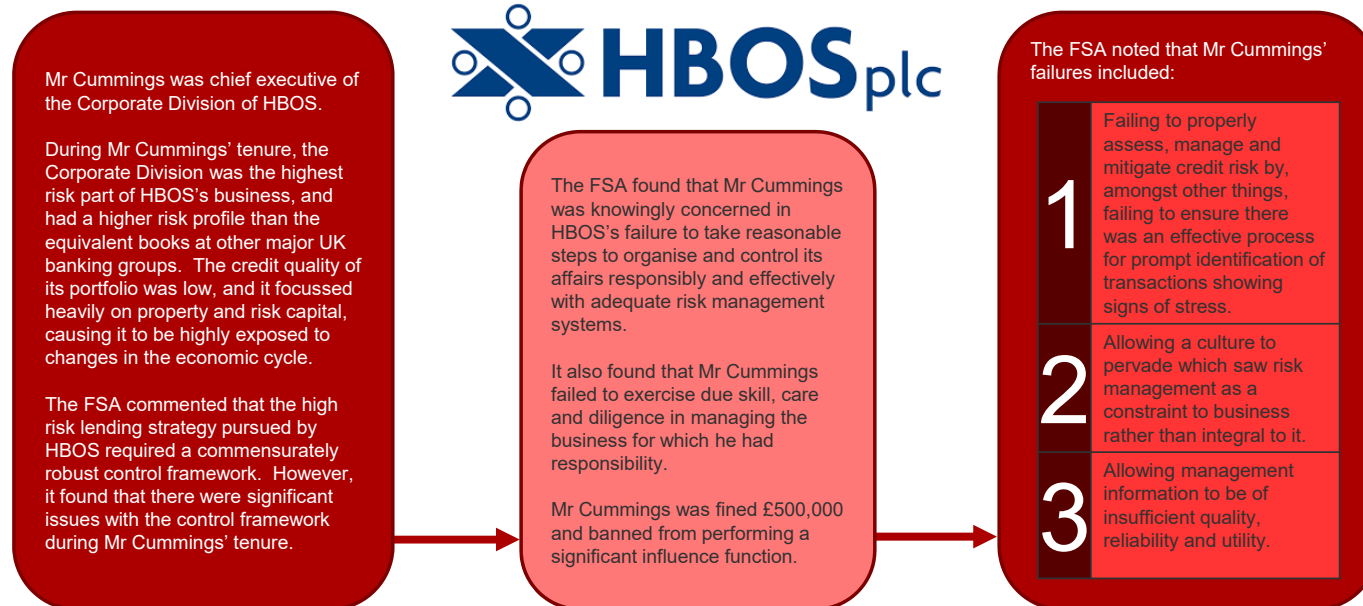 Mr Cummings was chief executive of
the Corporate Division of HBOS.
During Mr Cummings’ tenure, the
Corporate Division was the highest
risk part of HBOS’s business, and
had a higher risk profile than the
equivalent books at other major UK
banking groups.  The credit quality of
its portfolio was low, and it focussed
heavily on property and risk capital,
causing it to be highly exposed to
changes in the economic cycle.
The FSA commented that the high
risk lending strategy pursued by
HBOS required a commensurately
robust control framework.  However,
it found that there were significant
issues with the control framework
during Mr Cummings’ tenure.
HBOS plc
The FSA found that Mr Cummings
was knowingly concerned in
HBOS’s failure to take reasonable
steps to organise and control its
affairs responsibly and effectively
with adequate risk management
systems.
It also found that Mr Cummings
failed to exercise due skill, care
and diligence in managing the
business for which he had
responsibility.
Mr Cummings was fined £500,000
and banned from performing a
significant influence function.
The FSA noted that Mr Cummings’
failures included:
1
Failing to properly
assess, manage and
mitigate credit risk by,
amongst other things,
failing to ensure there
was an effective process
for prompt identification of
transactions showing
signs of stress.
2
Allowing a culture to
pervade which saw risk
management as a
constraint to business
rather than integral to it.
3
Allowing management
information to be of
insufficient quality,
reliability and utility.